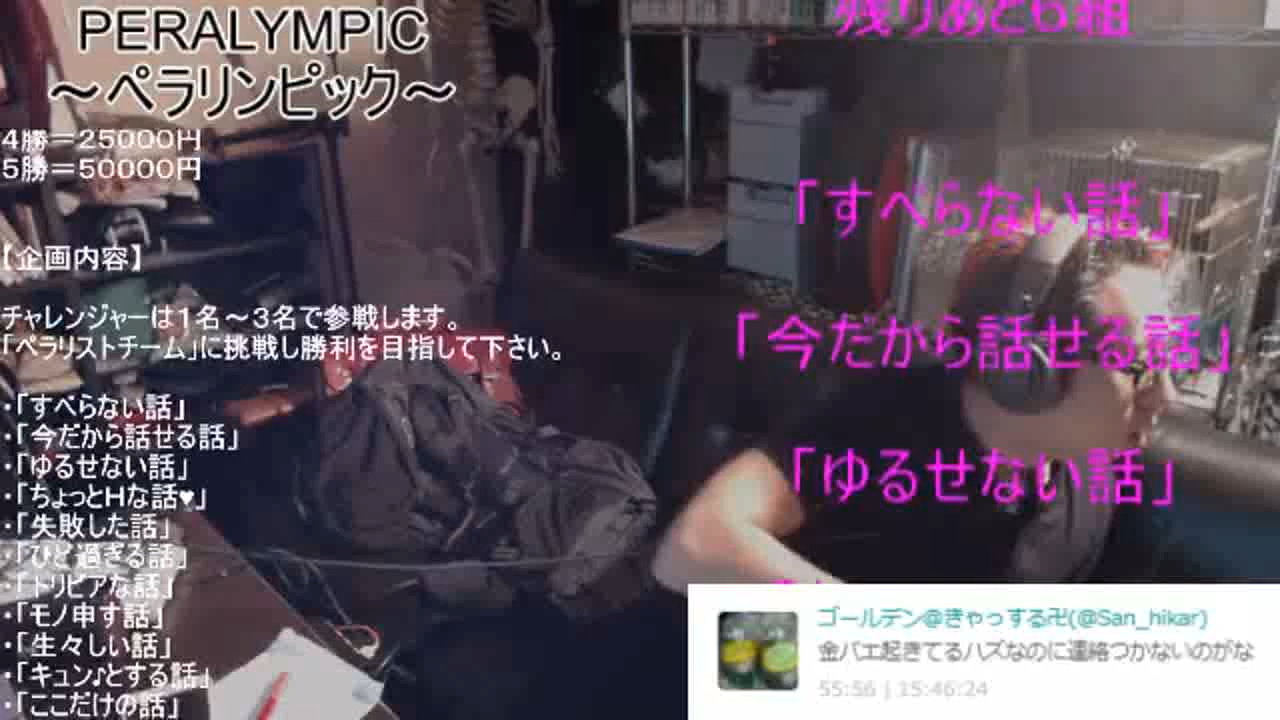 PERALYMPIC
～ペラリンピック～
4勝＝25000円
5勝＝50000円
【企画内容】
チャレンジャーは１名～３名で参戦します。
「ペラリストチーム」に挑戦し勝利を目指して下さい。
・「すべらない話」
・「今だから話せる話」
・「ゆるせない話」
・「ちょっとHな話♥」
・「失敗した話」
・「ひど過ぎる話」
・「トリビアな話」
・「モノ申す話」
・「生々しい話」
・「キュン♪とする話」
・「ここだけの話」
残りあと6組
「すべらない話」
「今だから話せる話」
「ゆるせない話」
ゴールデン@きゃっする卍(@San_hikar)
金バエ起きてるハズなのに連絡つかないのがな
55:56 | 15:46:24